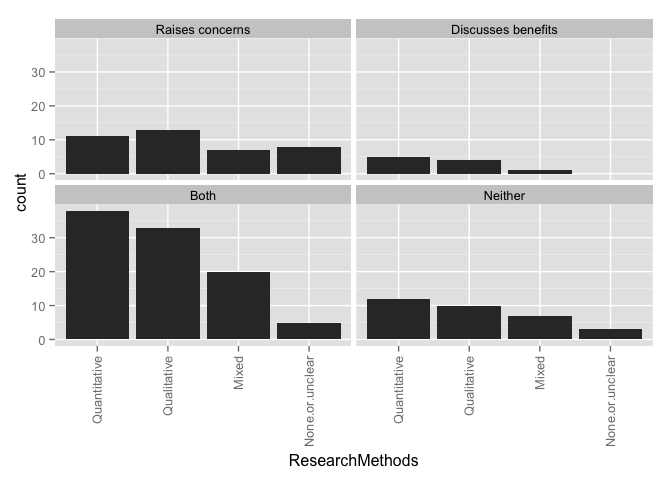 Raises concerns
Discusses benefits
30
20
10
0
Both
Neither
30
20
10
0
count
Quantitative
Qualitative
Mixed
None.or.unclear
Quantitative
Qualitative
Mixed
None.or.unclear
ResearchMethods